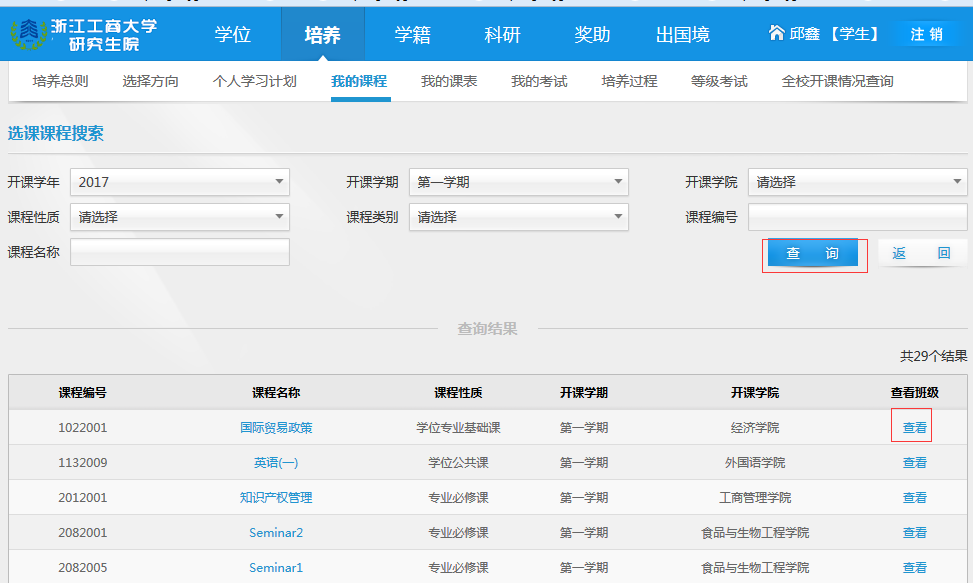 浙江工商大学
研究生院
学位 培养 学籍 科研 奖助 出国境 邱鑫 【学生】 注 销
培养总则 选择方向 个人学习计划 我的课程 我的课表 我的考试 培养过程 等级考试 全校开课情况查询
选课课程搜索
开课学年 2017 开课学期 第一学期 开课学院 请选择
课程性质 请选择 课程类别 请选择 课程编号
课程名称 查 询 返 回
查询结果
共29个结果
课程编号 课程名称 课程性质 开课学期 开课学院 查看班级
1022001 国际贸易政策 学位专业基础课 第一学期 经济学院 查看
1132009 英语(一) 学位公共课 第一学期 外国语学院 查看
2012001 知识产权管理 专业必修课 第一学期 工商管理学院 查看
2082001 Seminar2 专业必修课 第一学期 食品与生物工程学院 查看
2082005 Seminar1 专业必修课 第一学期 食品与生物工程学院 查看